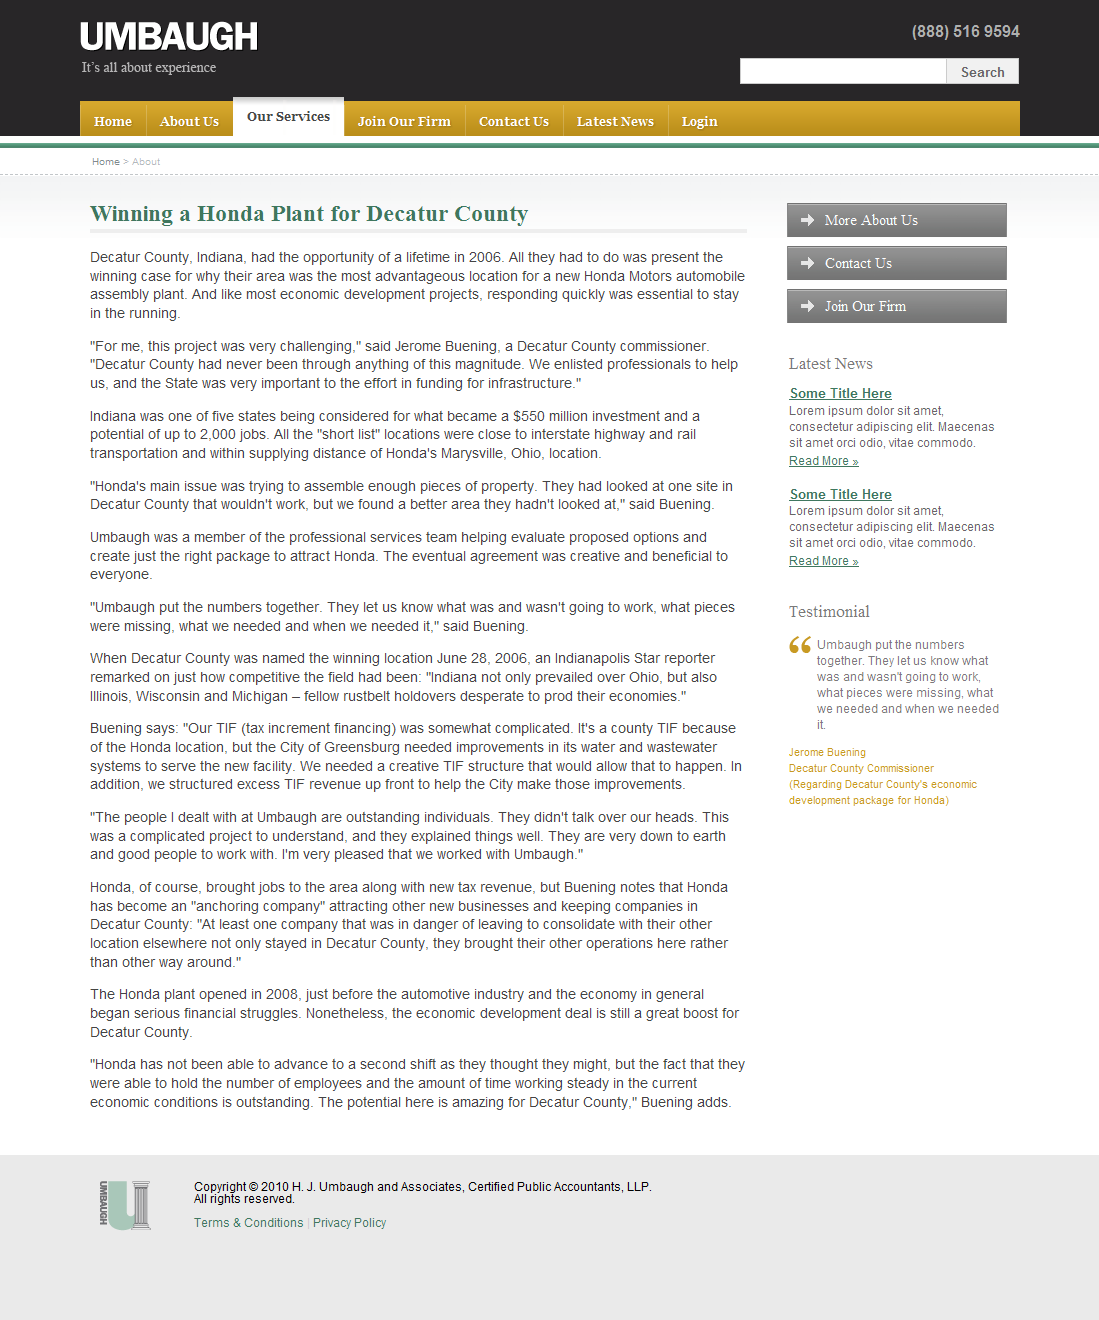 UMBAUGH
It's all about experience
(888) 516 9594
Search
Home
About Us
Our Services
Join Our Firm
Contact Us
Latest News
Login
Home > About
Winning a Honda Plant for Decatur County
Decatur County, Indiana, had the opportunity of a lifetime in 2006. All they had to do was present the
winning case for why their area was the most advantageous location for a new Honda Motors automobile
assembly plant. And like most economic development projects, responding quickly was essential to stay
in the running.
"For me, this project was very challenging," said Jerome Buening, a Decatur County commissioner.
"Decatur County had never been through anything of this magnitude. We enlisted professionals to help
us, and the State was very important to the effort in funding for infrastructure."
Indiana was one of five states being considered for what became a $550 million investment and a
potential of up to 2,000 jobs. All the "short list" locations were close to interstate highway and rail
transportation and within supplying distance of Honda's Marysville, Ohio, location.
"Honda's main issue was trying to assemble enough pieces of property. They had looked at one site in
Decatur County that wouldn't work, but we found a better area they hadn't looked at," said Buening.
Umbaugh was a member of the professional services team helping evaluate proposed options and
create just the right package to attract Honda. The eventual agreement was creative and beneficial to
everyone.
"Umbaugh put the numbers together. They let us know what was and wasn't going to work, what pieces
were missing, what we needed and when we needed it," said Buening.
When Decatur County was named the winning location June 28, 2006, an Indianapolis Star reporter
remarked on just how competitive the field had been: "Indiana not only prevailed over Ohio, but also
Illinois, Wisconsin and Michigan – fellow rustbelt holdovers desperate to prod their economies."
Buening says: "Our TIF (tax increment financing) was somewhat complicated. It's a county TIF because
of the Honda location, but the City of Greensburg needed improvements in its water and wastewater
systems to serve the new facility. We needed a creative TIF structure that would allow that to happen. In
addition, we structured excess TIF revenue up front to help the City make those improvements.
"The people I dealt with at Umbaugh are outstanding individuals. They didn't talk over our heads. This
was a complicated project to understand, and they explained things well. They are very down to earth
and good people to work with. I'm very pleased that we worked with Umbaugh."
Honda, of course, brought jobs to the area along with new tax revenue, but Buening notes that Honda
has become an "anchoring company" attracting other new businesses and keeping companies in
Decatur County: "At least one company that was in danger of leaving to consolidate with their other
location elsewhere not only stayed in Decatur County, they brought their other operations here rather
than other way around."
The Honda plant opened in 2008, just before the automotive industry and the economy in general
began serious financial struggles. Nonetheless, the economic development deal is still a great boost for
Decatur County.
"Honda has not been able to advance to a second shift as they thought they might, but the fact that they
were able to hold the number of employees and the amount of time working steady in the current
economic conditions is outstanding. The potential here is amazing for Decatur County," Buening adds.
More About Us
Contact Us
Join Our Firm
Latest News
Some Title Here
Lorem ipsum dolor sit amet,
consectetur adipiscing elit. Maecenas
sit amet orci odio, vitae commodo.
Read More »
Some Title Here
Lorem ipsum dolor sit amet,
consectetur adipiscing elit. Maecenas
sit amet orci odio, vitae commodo.
Read More »
Testimonial
“ Umbaugh put the numbers
together. They let us know what
was and wasn't going to work,
what pieces were missing, what
we needed and when we needed
it.
Jerome Buening
Decatur County Commissioner
(Regarding Decatur County's economic
development package for Honda)
UMBAUGH
Copyright © 2010 H. J. Umbaugh and Associates, Certified Public Accountants, LLP.
All rights reserved.
Terms & Conditions | Privacy Policy